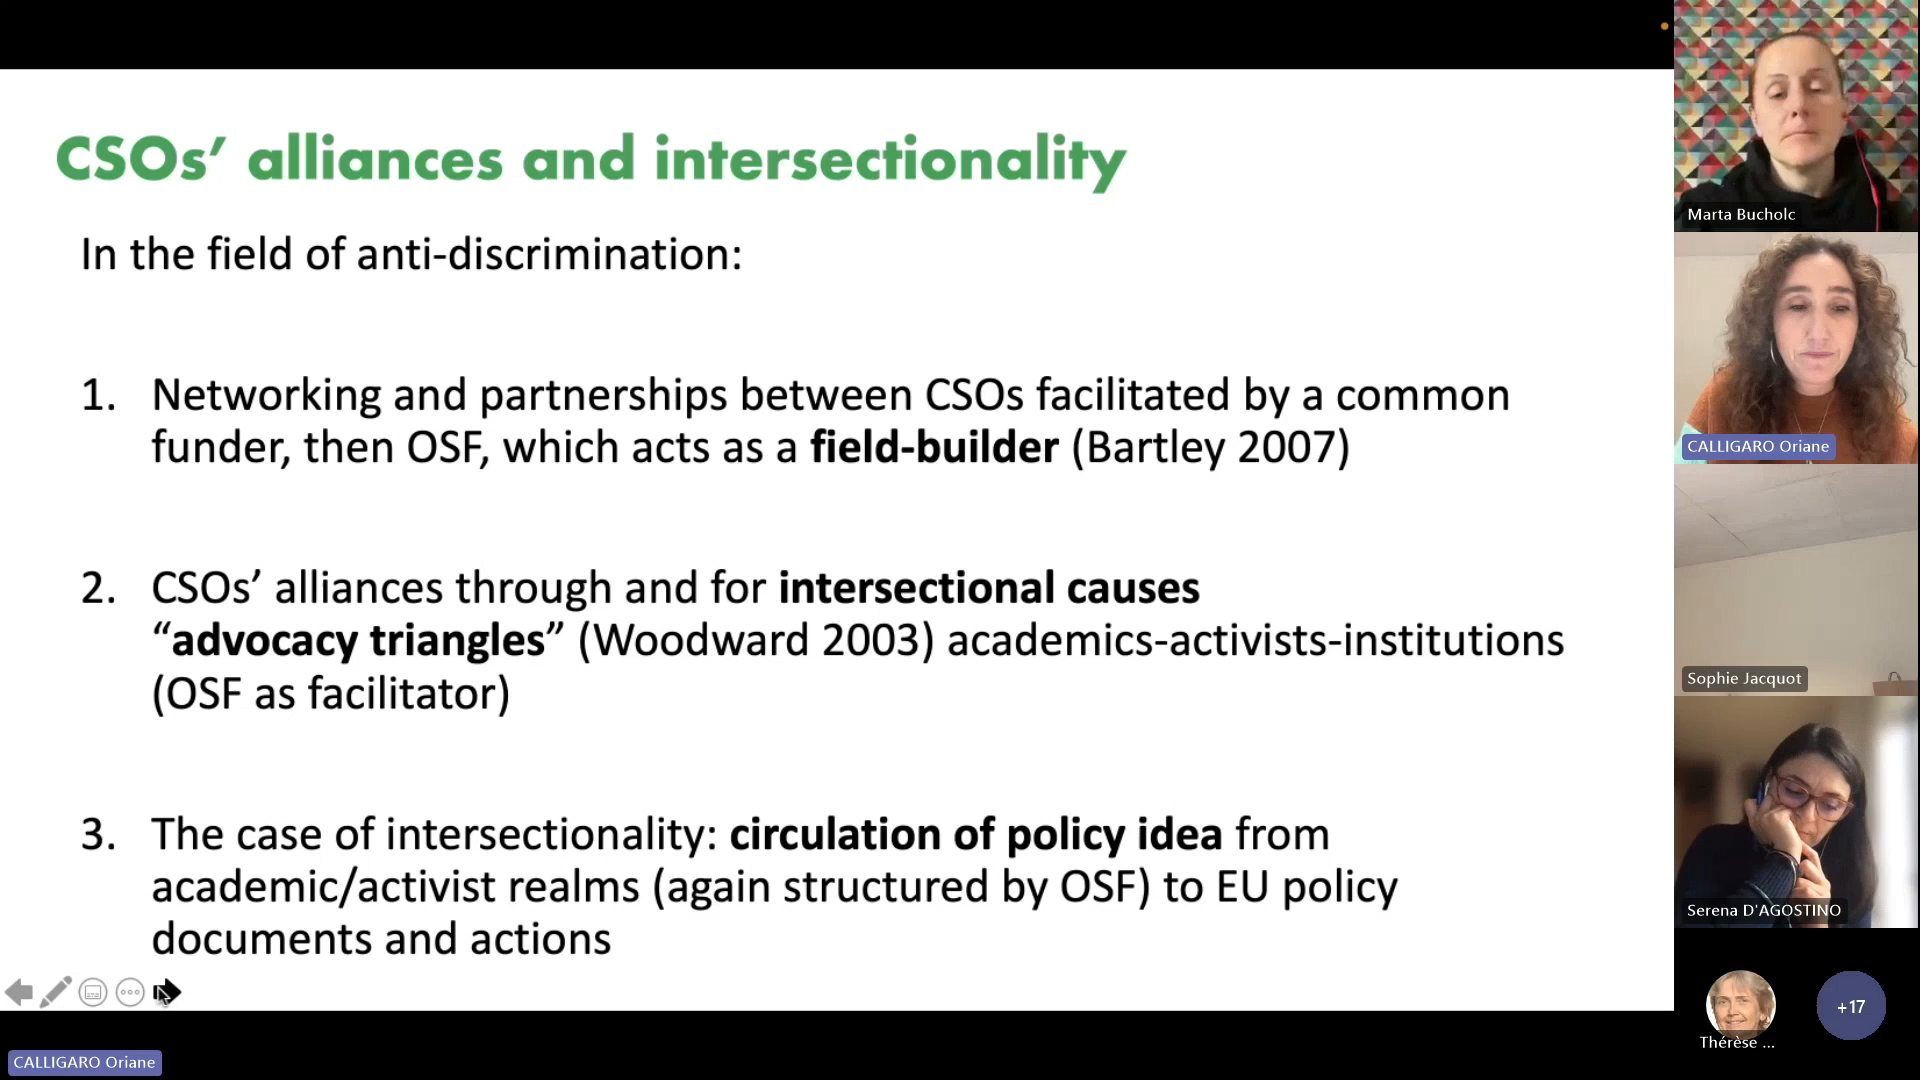 CSOs’ alliances and intersectionality
In the field of anti-discrimination:
1. Networking and partnerships between CSOs facilitated by a common
funder, then OSF, which acts as a field-builder (Bartley 2007)
2. CSOs’ alliances through and for intersectional causes
“advocacy triangles” (Woodward 2003) academics-activists-institutions
(OSF as facilitator)
3. The case of intersectionality: circulation of policy idea from
academic/activist realms (again structured by OSF) to EU policy
documents and actions
CALLIGARO Oriane
Marta Bucholc
CALLIGARO Oriane
Sophie Jacquot
Serena D'AGOSTINO
Thérèse ...
+17